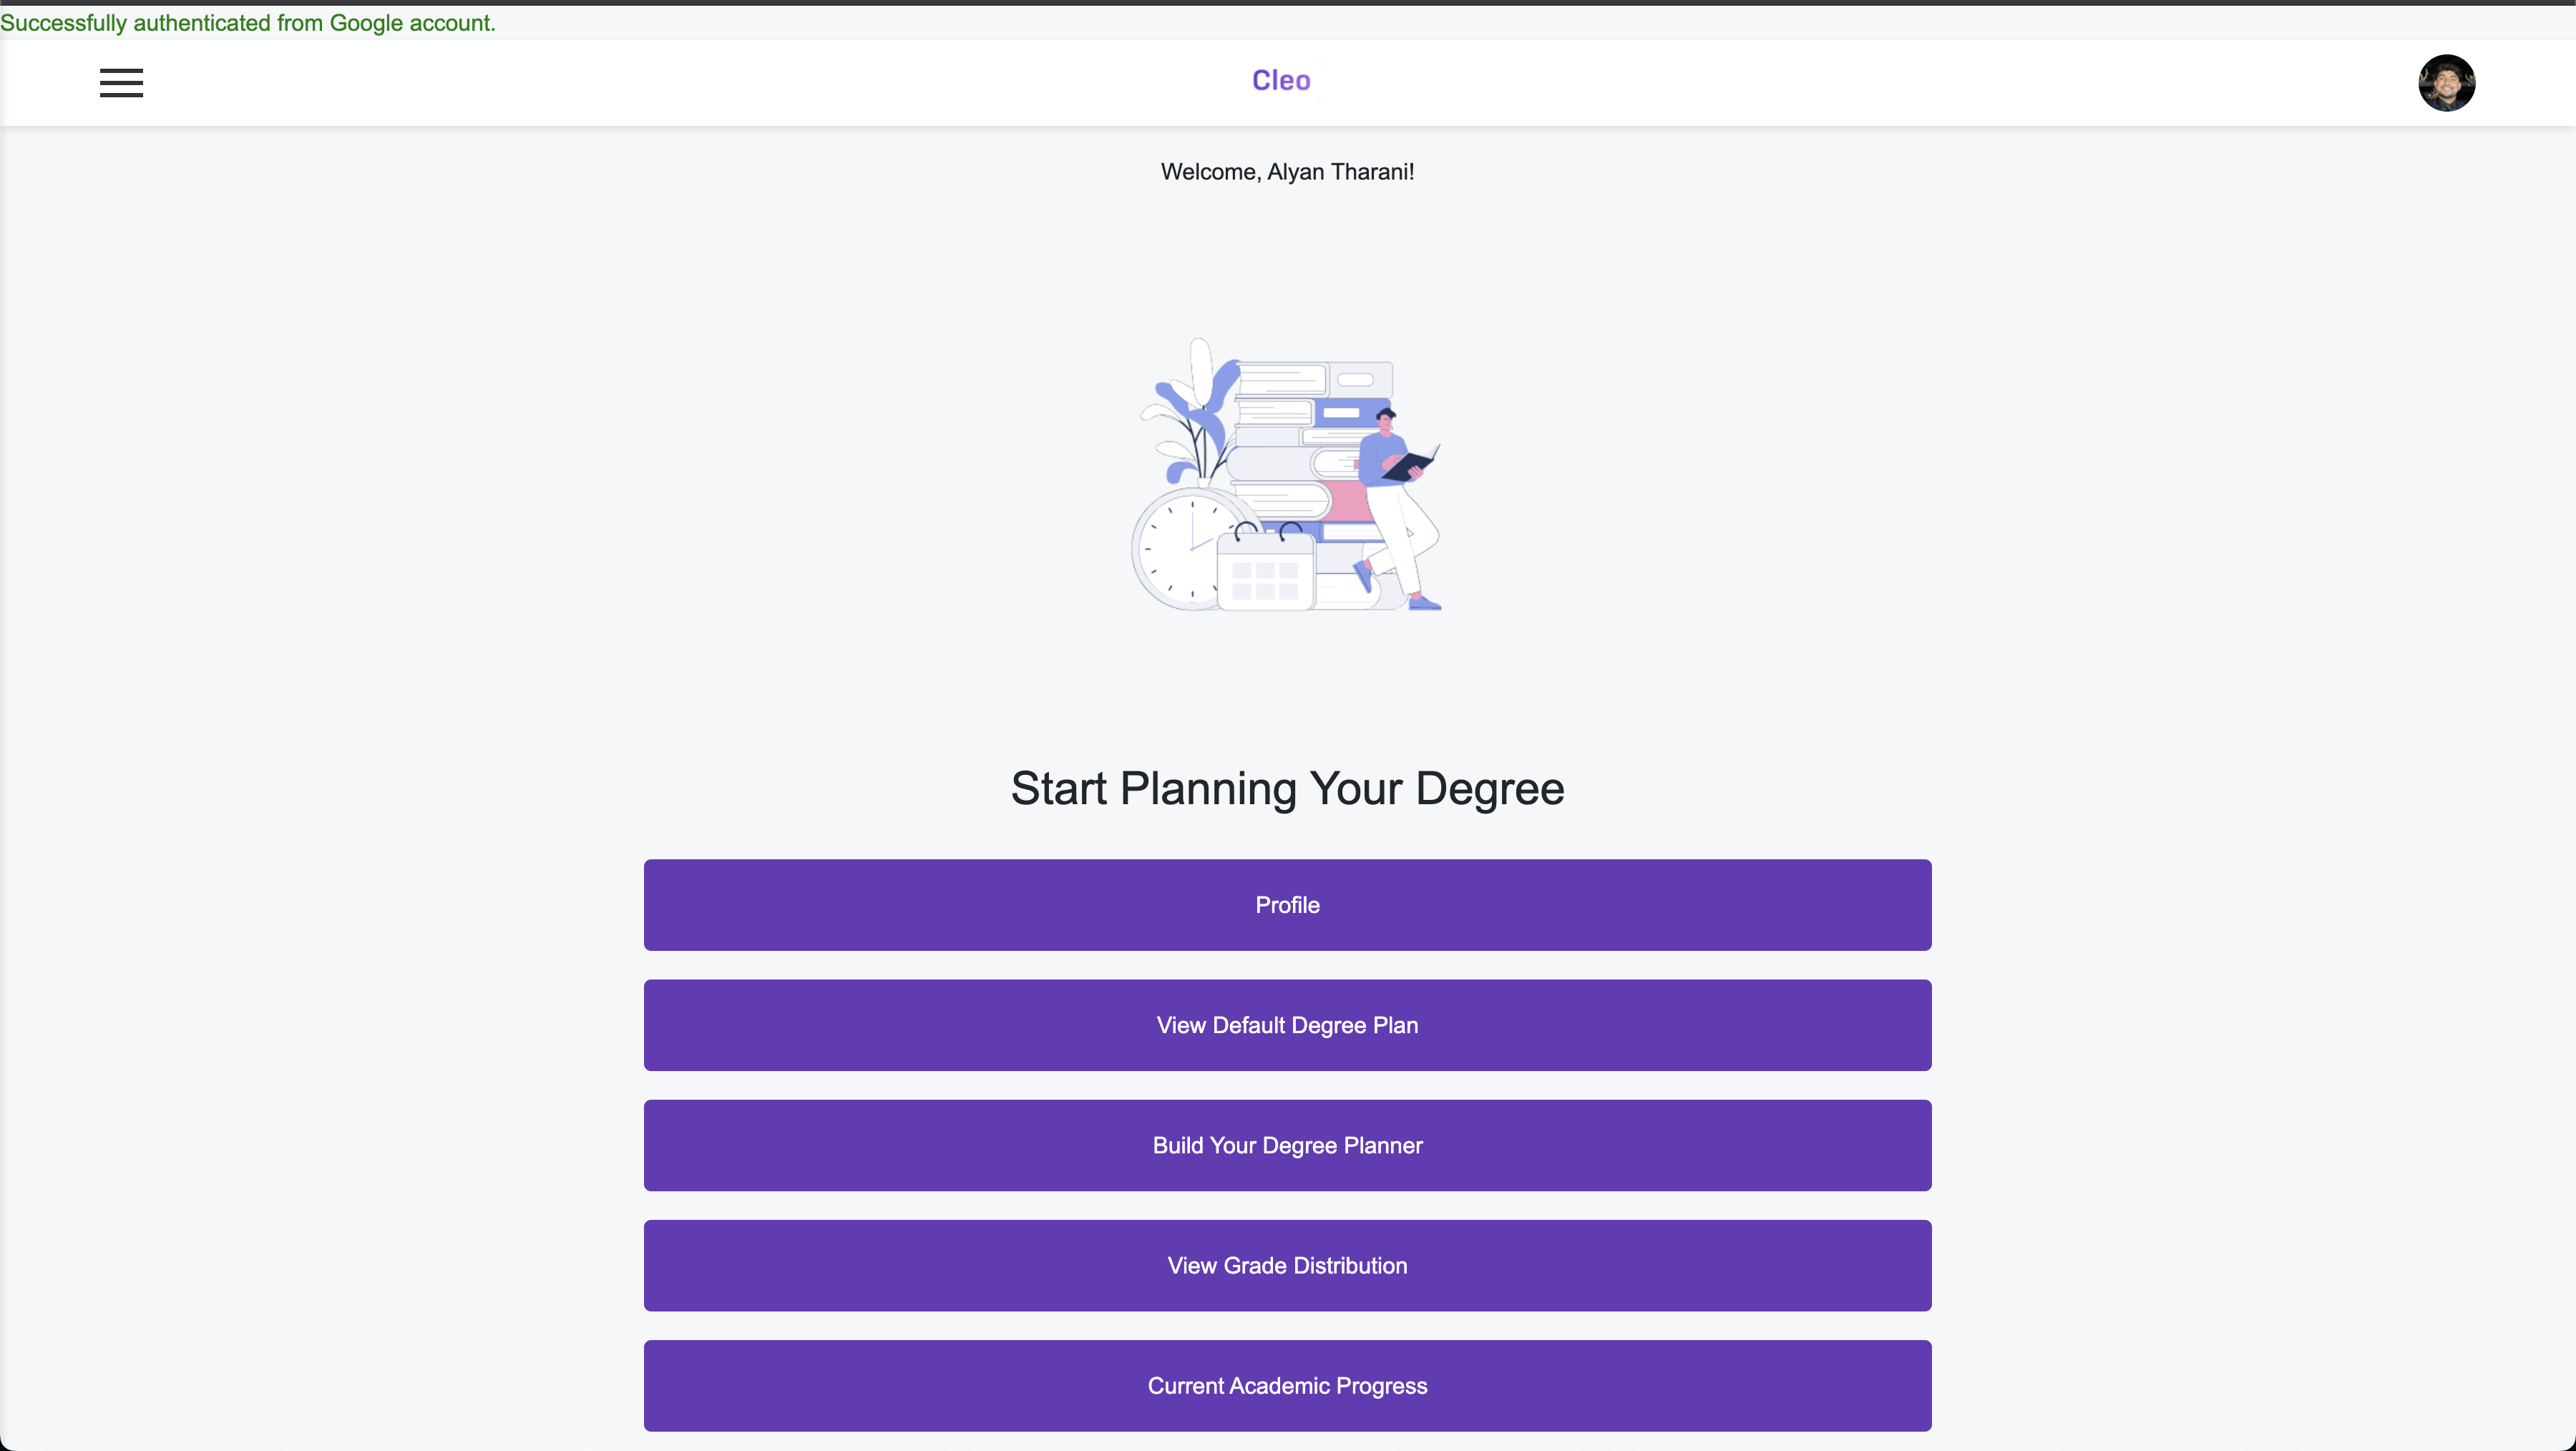 Successfully authenticated from Google account.
Cleo
Welcome, Alyan Tharani!
Start Planning Your Degree
Profile
View Default Degree Plan
Build Your Degree Planner
View Grade Distribution
Current Academic Progress